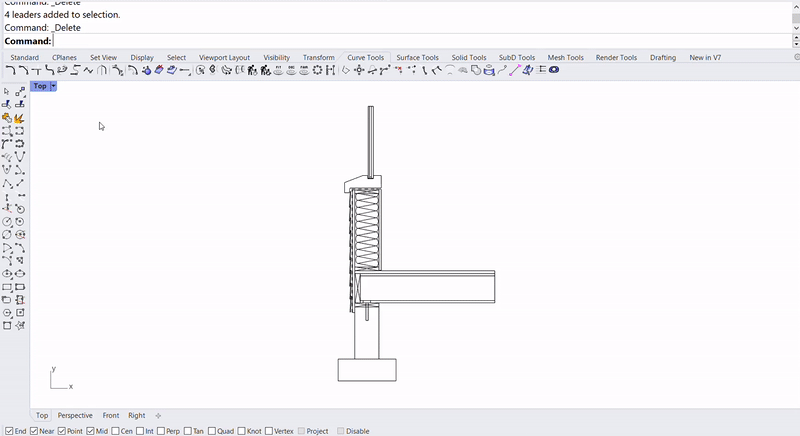 Command: _Delete
4 leaders added to selection.
Command: _Delete
Command:
Standard CPlanes Set View Display Select Viewport Layout Visibility Transform Curve Tools Surface Tools Solid Tools SubD Tools Mesh Tools Render Tools Drafting New in V7
Top
y
x
Top Perspective Front Right
End Near Point Mid Cen Int Perp Tan Quad Knot Vertex Project Disable